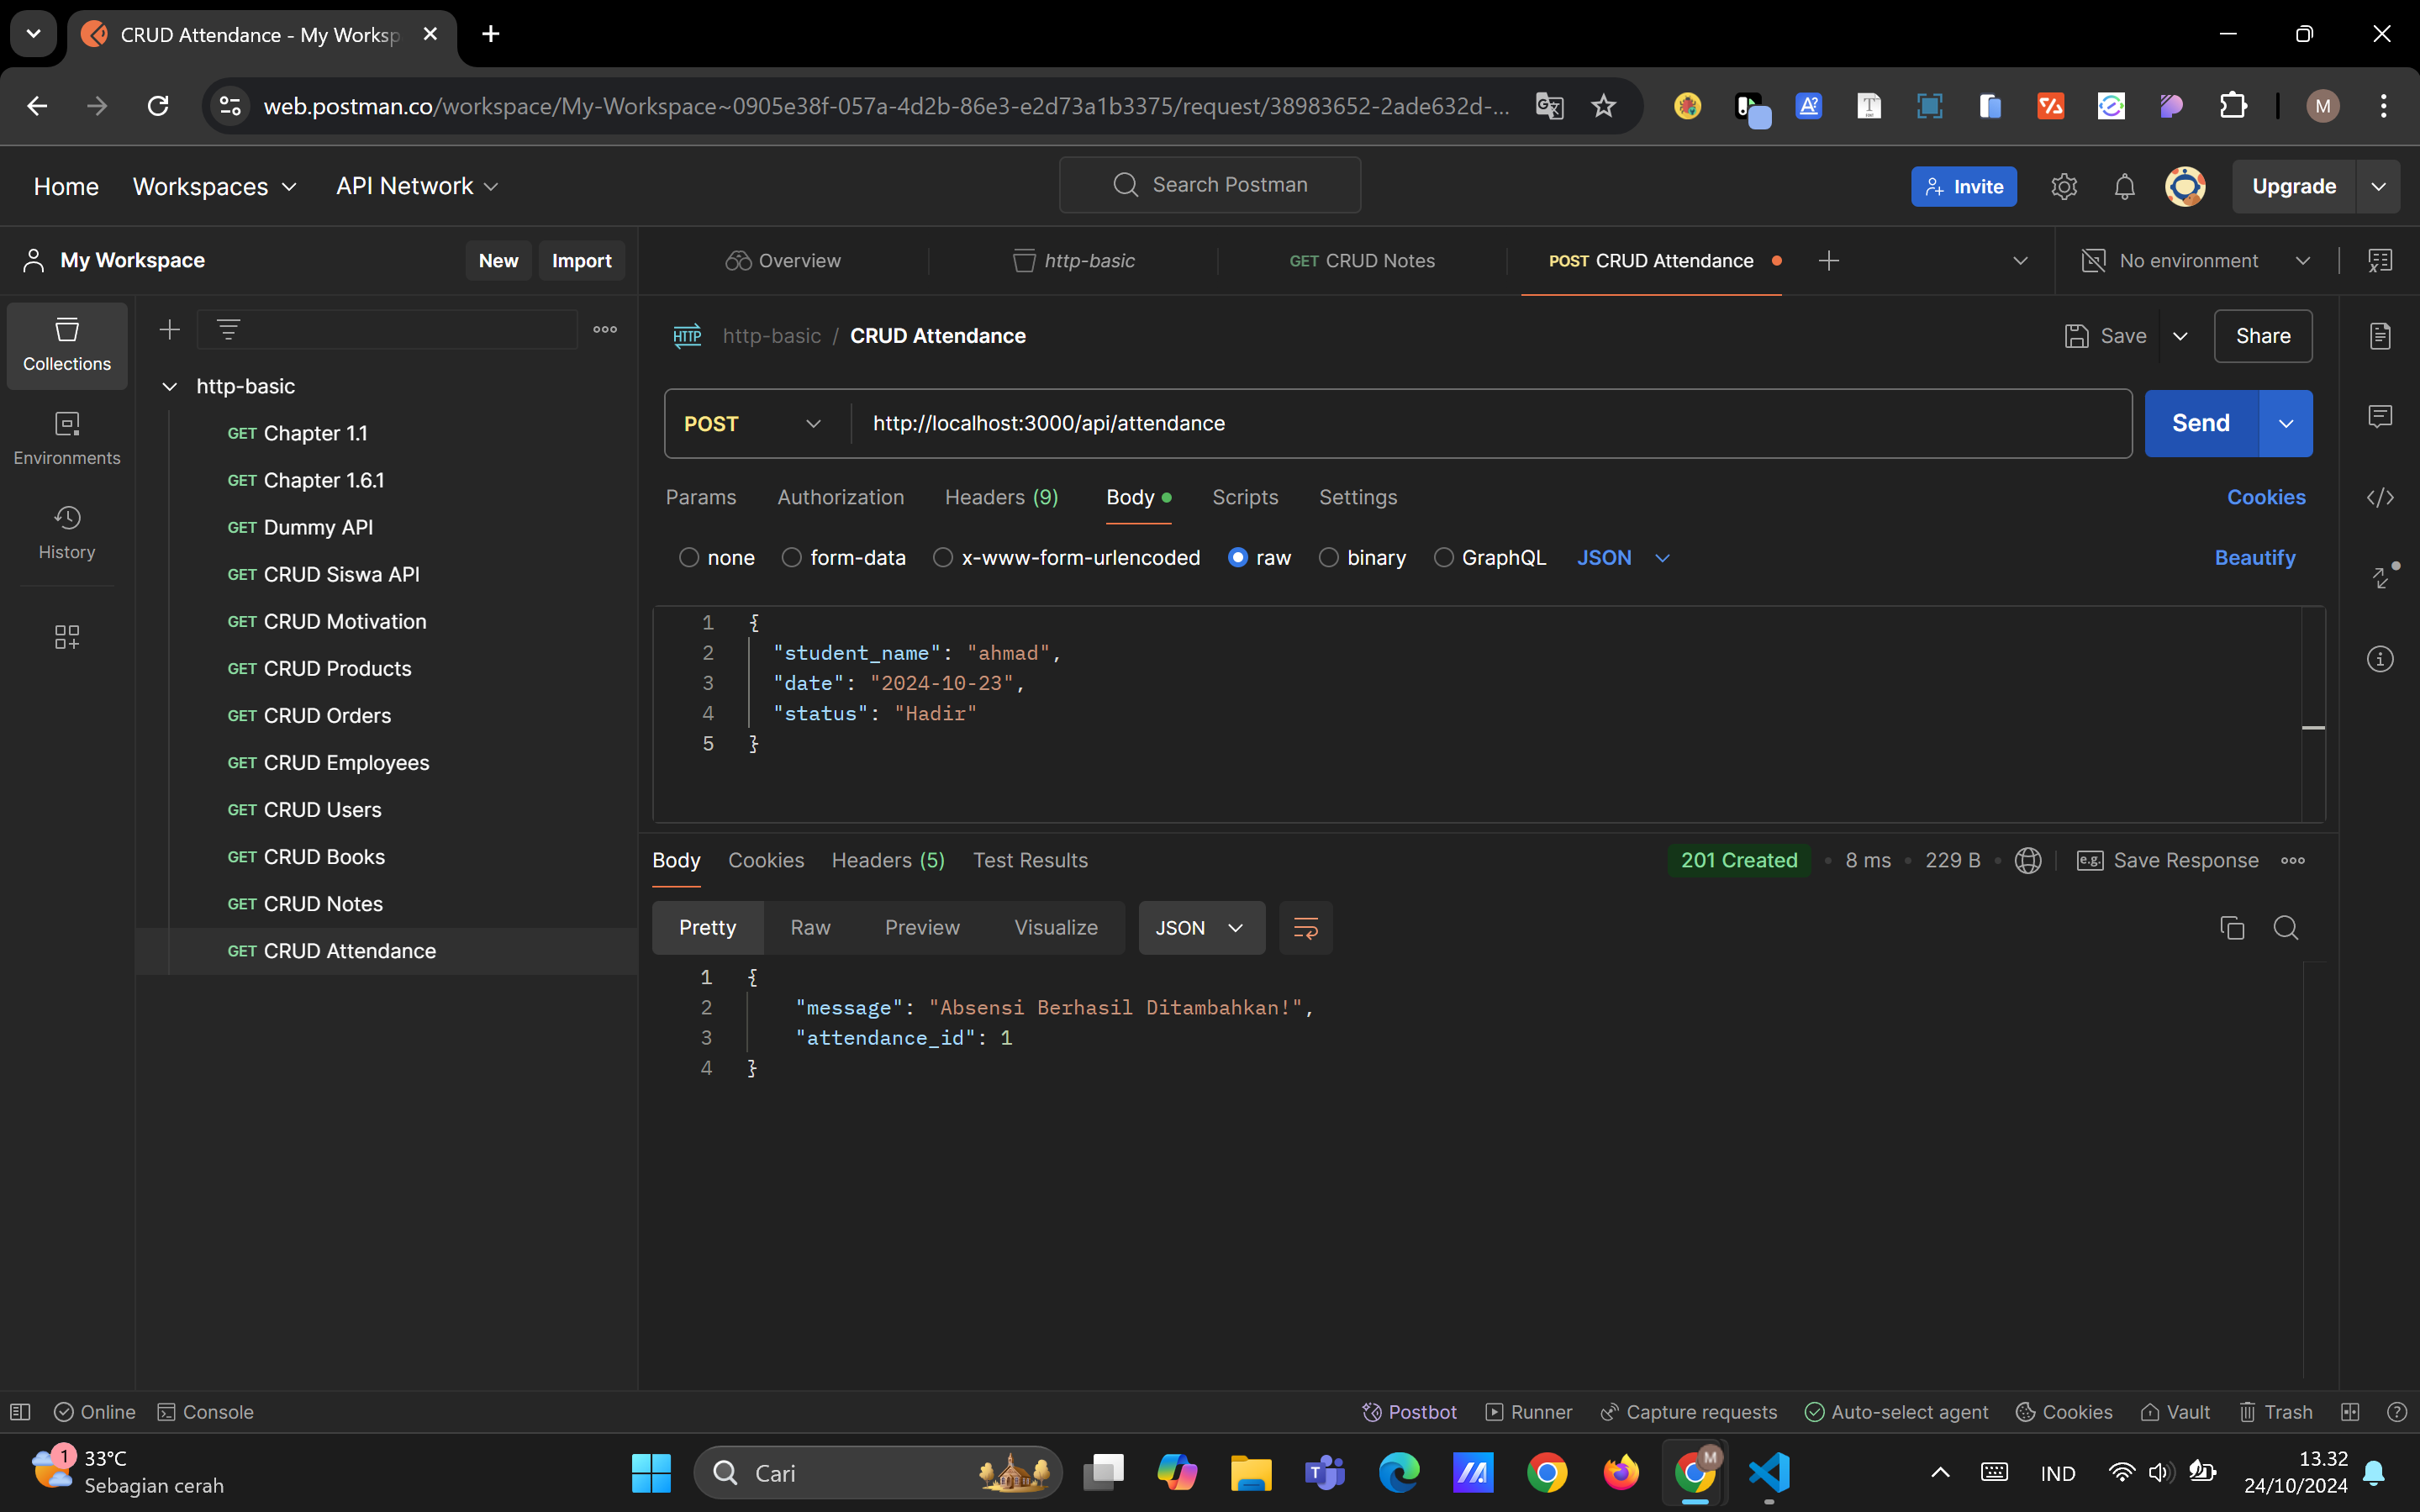 CRUD Attendance - My Worksp
web.postman.co/workspace/My-Workspace~0905e38f-057a-4d2b-86e3-e2d73a1b3375/request/38983652-2ade632d-...
M
Home Workspaces API Network Search Postman Invite Upgrade
My Workspace New Import Overview http-basic GET CRUD Notes POST CRUD Attendance No environment
Collections
Environments
History
http-basic
GET Chapter 1.1
GET Chapter 1.6.1
GET Dummy API
GET CRUD Siswa API
GET CRUD Motivation
GET CRUD Products
GET CRUD Orders
GET CRUD Employees
GET CRUD Users
GET CRUD Books
GET CRUD Notes
GET CRUD Attendance
HTTP http-basic / CRUD Attendance Save Share
POST http://localhost:3000/api/attendance Send
Params Authorization Headers (9) Body Scripts Settings Cookies
none form-data x-www-form-urlencoded raw binary GraphQL JSON Beautify
1 {
2 "student_name": "ahmad",
3 "date": "2024-10-23",
4 "status": "Hadir"
5 }
Body Cookies Headers (5) Test Results 201 Created 8 ms 229 B e.g. Save Response
Pretty Raw Preview Visualize JSON
1 {
2 "message": "Absensi Berhasil Ditambahkan!",
3 "attendance_id": 1
4 }
Online Console Postbot Runner Capture requests Auto-select agent Cookies Vault Trash
1 33°C
Sebagian cerah
Cari
M
IND
13.32
24/10/2024